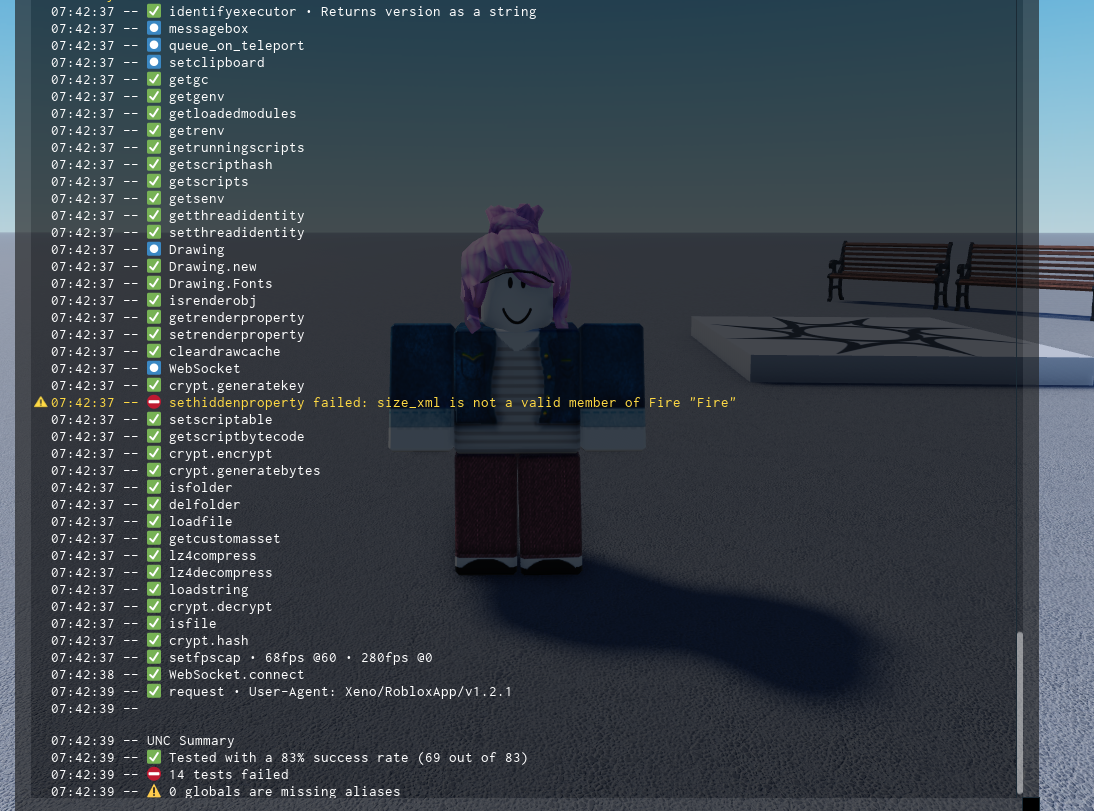 07:42:37 -- ✅ identifyexecutor • Returns version as a string
07:42:37 -- ⏺️ messagebox
07:42:37 -- ⏺️ queue_on_teleport
07:42:37 -- ⏺️ setclipboard
07:42:37 -- ✅ getgc
07:42:37 -- ✅ getgenv
07:42:37 -- ✅ getloadedmodules
07:42:37 -- ✅ getrenv
07:42:37 -- ✅ getrunningscripts
07:42:37 -- ✅ getscripthash
07:42:37 -- ✅ getscripts
07:42:37 -- ✅ getsenv
07:42:37 -- ✅ getthreadidentity
07:42:37 -- ✅ setthreadidentity
07:42:37 -- ⏺️ Drawing
07:42:37 -- ✅ Drawing.new
07:42:37 -- ✅ Drawing.Fonts
07:42:37 -- ✅ isrenderobj
07:42:37 -- ✅ getrenderproperty
07:42:37 -- ✅ setrenderproperty
07:42:37 -- ✅ cleardrawcache
07:42:37 -- ⏺️ WebSocket
07:42:37 -- ✅ crypt.generatekey
⚠️ 07:42:37 -- ⛔ sethiddenproperty failed: size_xml is not a valid member of Fire "Fire"
07:42:37 -- ✅ setscriptable
07:42:37 -- ✅ getscriptbytecode
07:42:37 -- ✅ crypt.encrypt
07:42:37 -- ✅ crypt.generatebytes
07:42:37 -- ✅ isfolder
07:42:37 -- ✅ delfolder
07:42:37 -- ✅ loadfile
07:42:37 -- ✅ getcustomasset
07:42:37 -- ✅ lz4compress
07:42:37 -- ✅ lz4decompress
07:42:37 -- ✅ loadstring
07:42:37 -- ✅ crypt.decrypt
07:42:37 -- ✅ isfile
07:42:37 -- ✅ crypt.hash
07:42:37 -- ✅ setfpscap • 68fps @60 • 280fps @0
07:42:38 -- ✅ WebSocket.connect
07:42:39 -- ✅ request • User-Agent: Xeno/RobloxApp/v1.2.1
07:42:39 --
07:42:39 -- UNC Summary
07:42:39 -- ✅ Tested with a 83% success rate (69 out of 83)
07:42:39 -- ⛔ 14 tests failed
07:42:39 -- ⚠️ 0 globals are missing aliases